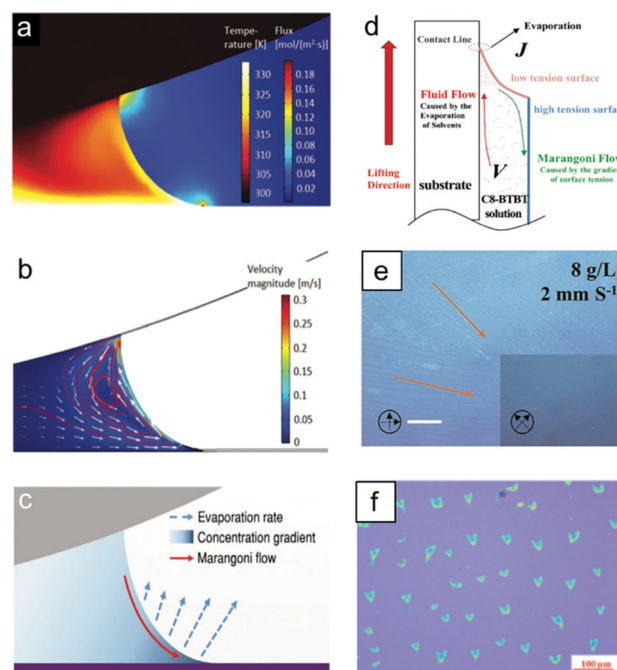 a
Tempe-
rature [K]
Flux
[mol/(m²·s)]
330
325
320
315
310
305
300
0.18
0.16
0.14
0.12
0.10
0.08
0.06
0.04
0.02
b
Velocity
magnitude [m/s]
0.3
0.25
0.2
0.15
0.1
0.05
0
c
Evaporation rate
Concentration gradient
Marangoni flow
d
Contact Line
Evaporation
J
low tension surface
Fluid Flow
Caused by the
Evaporation
of Solvents
high tension surfac
Marangoni Flow
Caused by the gradien
of surface tension
Lifting
Direction
substrate
V
C8-BTBT
solution
e
8 g/L
2 mm S⁻¹
f
100 μm